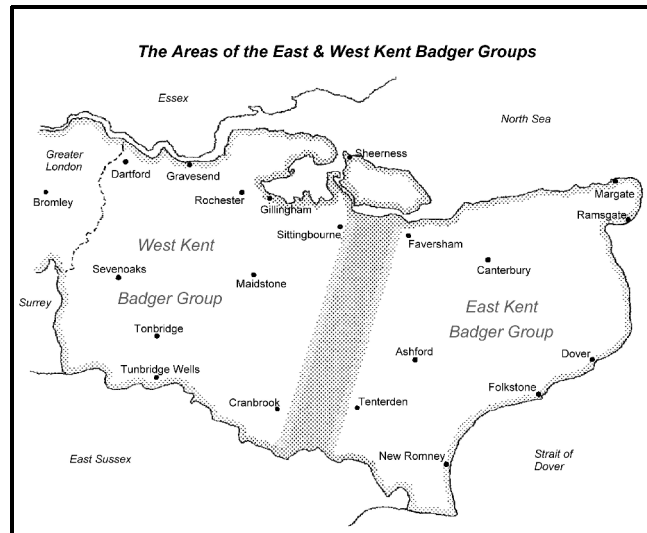 The Areas of the East & West Kent Badger Groups
Essex
North Sea
Greater
London
Dartford
Gravesend
Sheerness
Bromley
Rochester
Gillingham
Margate
Ramsgate
West Kent
Sittingbourne
Faversham
Sevenoaks
Maidstone
Canterbury
Surrey
Badger Group
East Kent
Badger Group
Tonbridge
Ashford
Dover
Tunbridge Wells
Folkstone
Cranbrook
Tenterden
East Sussex
New Romney
Strait of
Dover